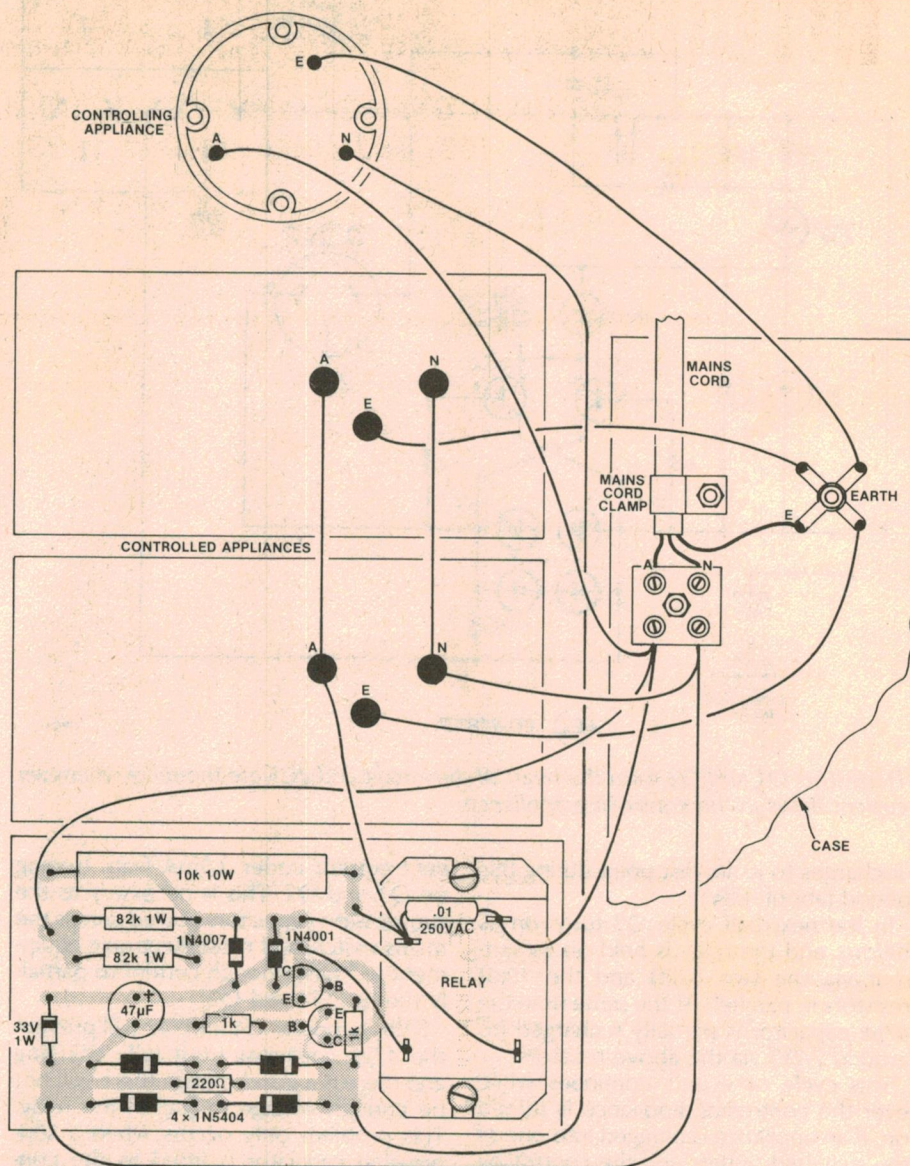 E
CONTROLLING
APPLIANCE
A
N
A
N
E
MAINS
CORD
MAINS
CORD
CLAMP
EARTH
E
A
N
CONTROLLED APPLIANCES
A
N
E
CASE
10k 10W
.01
250VAC
82k 1W
82k 1W
1N4007
1N4001
C
B
E
RELAY
47µF
+
1k
E
B
C
1k
33V
1W
220Ω
4 × 1N5404